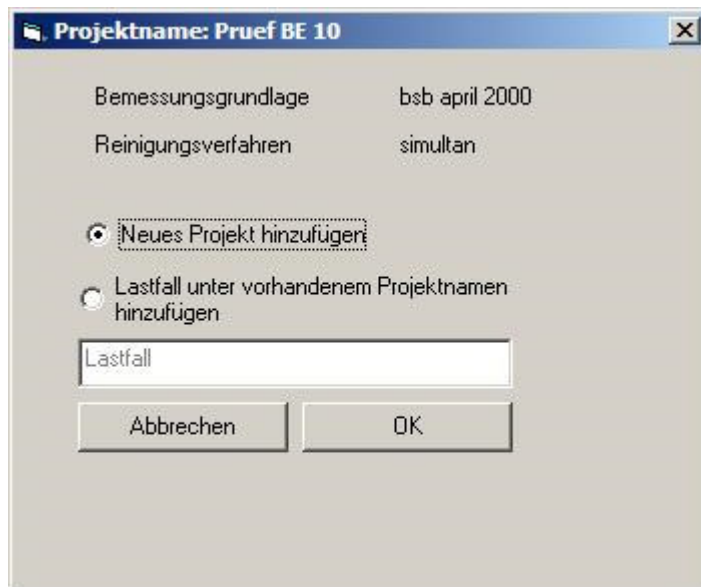 Projektname: Pruef BE 10
Bemessungsgrundlage bsb april 2000
Reinigungsverfahren simultan
Neues Projekt hinzufügen
Lastfall unter vorhandenem Projektnamen
hinzufügen
Lastfall
Abbrechen OK